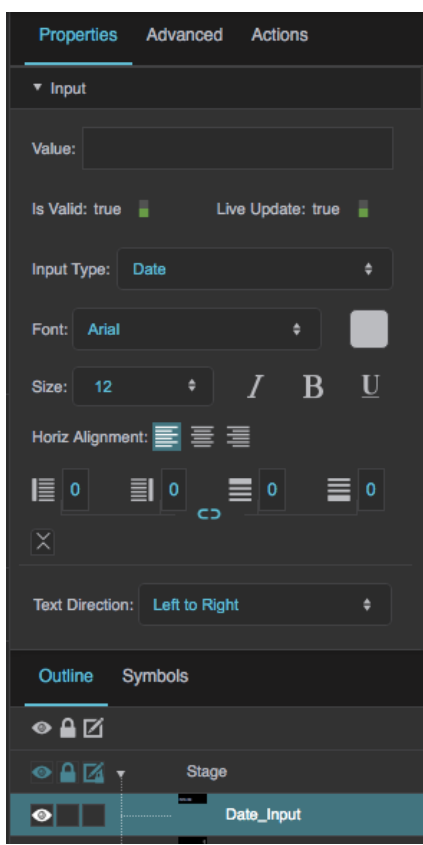 Properties Advanced Actions
Input
Value:
Is Valid: true Live Update: true
Input Type: Date
Font: Arial
Size: 12 I B U
Horiz Alignment:
0 0 0 0
Text Direction: Left to Right
Outline Symbols
Stage
Date_Input